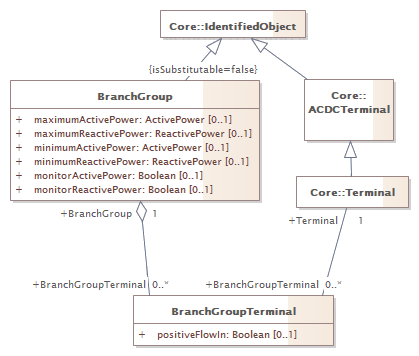 Core::IdentifiedObject
{isSubstitutable=false}
BranchGroup
+ maximumActivePower: ActivePower [0..1]
+ maximumReactivePower: ReactivePower [0..1]
+ minimumActivePower: ActivePower [0..1]
+ minimumReactivePower: ReactivePower [0..1]
+ monitorActivePower: Boolean [0..1]
+ monitorReactivePower: Boolean [0..1]
Core::
ACDCTerminal
Core::Terminal
+BranchGroup 1
+Terminal 1
+BranchGroupTerminal 0..*
+BranchGroupTerminal 0..*
BranchGroupTerminal
+ positiveFlowIn: Boolean [0..1]